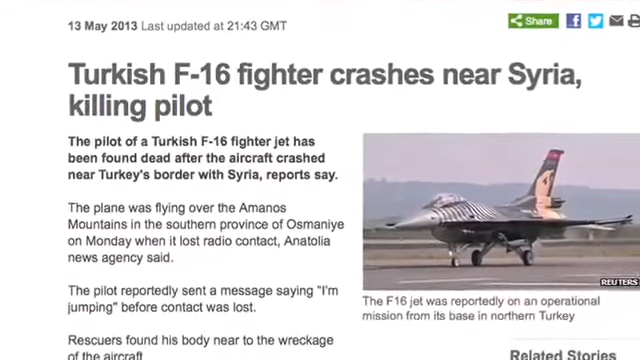 13 May 2013 Last updated at 21:43 GMT
Share
Turkish F-16 fighter crashes near Syria,
killing pilot
The pilot of a Turkish F-16 fighter jet has
been found dead after the aircraft crashed
near Turkey's border with Syria, reports say.
The plane was flying over the Amanos
Mountains in the southern province of Osmaniye
on Monday when it lost radio contact, Anatolia
news agency said.
The pilot reportedly sent a message saying "I'm
jumping" before contact was lost.
Rescuers found his body near to the wreckage
of the aircraft.
REUTERS
The F16 jet was reportedly on an operational
mission from its base in northern Turkey
Related Stories